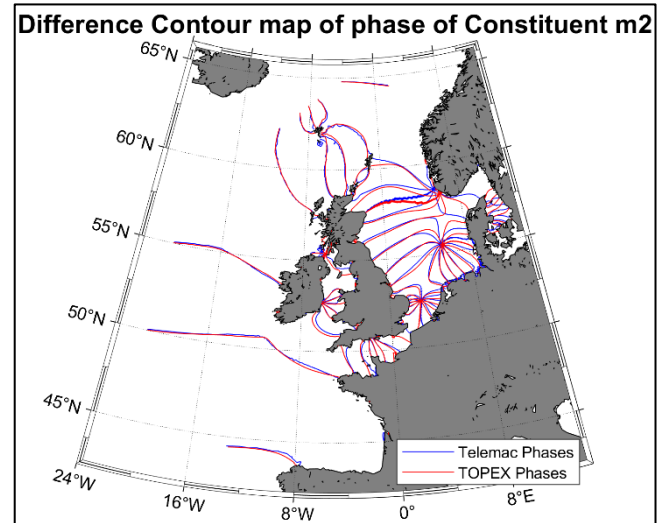 Difference Contour map of phase of Constituent m2
65°N
60°N
55°N
50°N
45°N
24°W
16°W
8°W
0°
8°E
Telemac Phases
TOPEX Phases